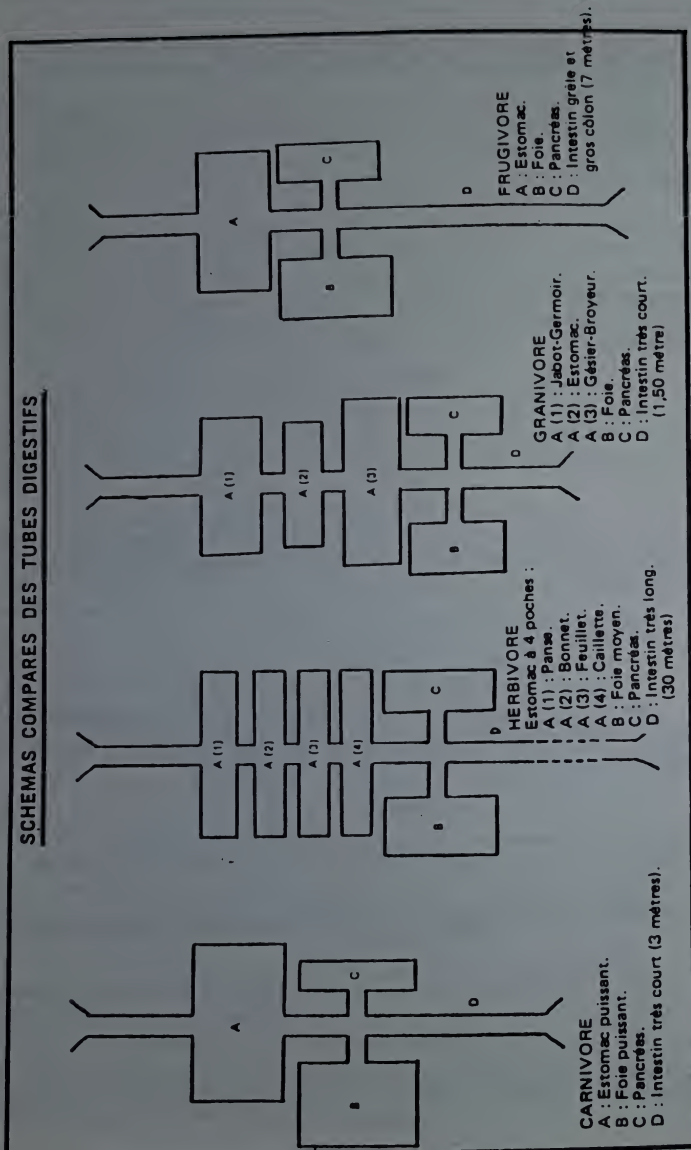 SCHEMAS COMPARES DES TUBES DIGESTIFS
A
B
C
D
CARNIVORE
A : Estomac puissant.
B : Foie puissant.
C : Pancréas.
D : Intestin très court (3 mètres).
A (1)
A (2)
A (3)
A (4)
B
C
D
HERBIVORE
Estomac à 4 poches :
A (1) : Panse.
A (2) : Bonnet.
A (3) : Feuillet.
A (4) : Caillette.
B : Foie moyen.
C : Pancréas.
D : Intestin très long.
(30 mètres)
A (1)
A (2)
A (3)
B
C
D
GRANIVORE
A (1) : Jabot-Germoir.
A (2) : Estomac.
A (3) : Gésier-Broyeur.
B : Foie.
C : Pancréas.
D : Intestin très court.
(1,50 mètre)
A
B
C
D
FRUGIVORE
A : Estomac.
B : Foie.
C : Pancréas.
D : Intestin grêle et
gros côlon (7 mètres).